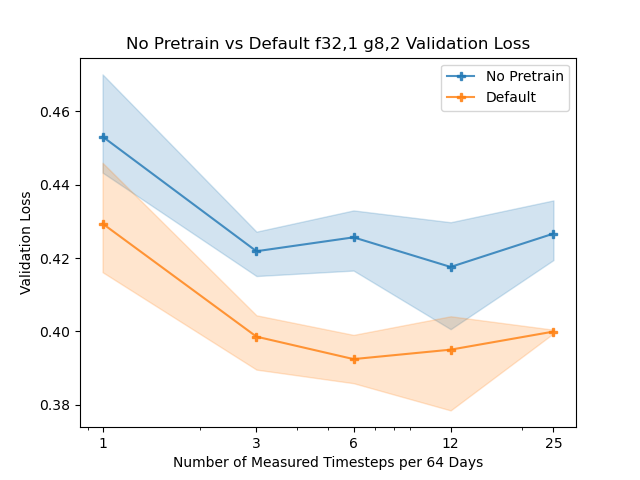 No Pretrain vs Default f32,1 g8,2 Validation Loss
No Pretrain
Default
0.46
0.44
0.42
0.40
0.38
Validation Loss
1 3 6 12 25
Number of Measured Timesteps per 64 Days